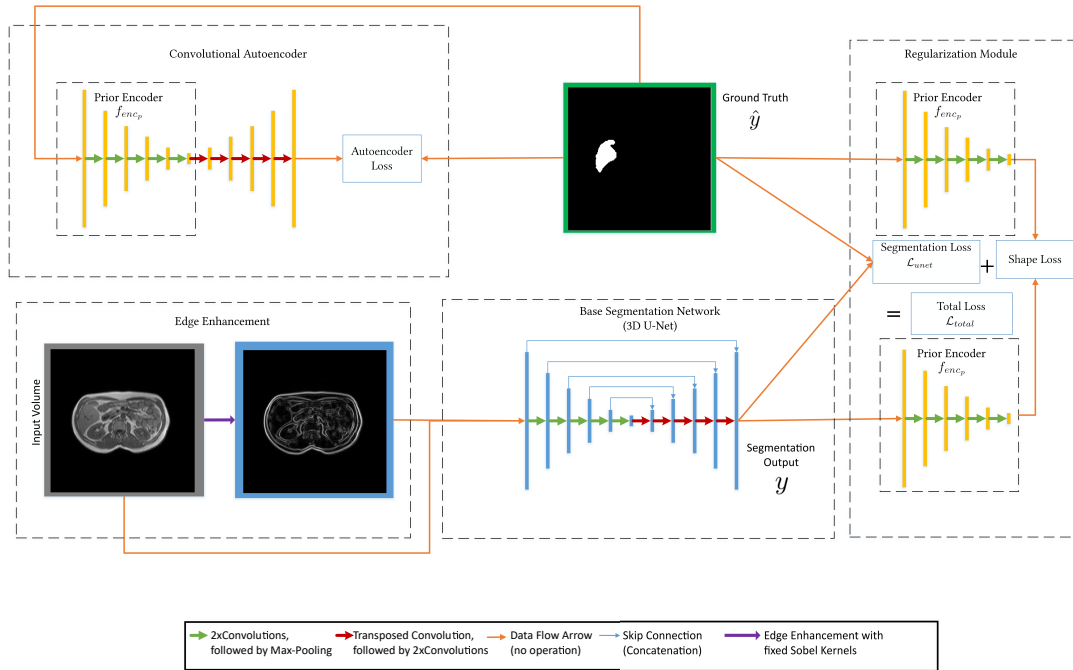 Convolutional Autoencoder
Prior Encoder
f_{enc_p}
Autoencoder
Loss
Ground Truth
ŷ
Regularization Module
Prior Encoder
f_{enc_p}
Segmentation Loss
ℒ_{unet}
+
Shape Loss
=
Total Loss
ℒ_{total}
Prior Encoder
f_{enc_p}
Edge Enhancement
Input Volume
Base Segmentation Network
(3D U-Net)
Segmentation
Output
y
2xConvolutions,
followed by Max-Pooling
Transposed Convolution,
followed by 2xConvolutions
Data Flow Arrow
(no operation)
Skip Connection
(Concatenation)
Edge Enhancement with
fixed Sobel Kernels